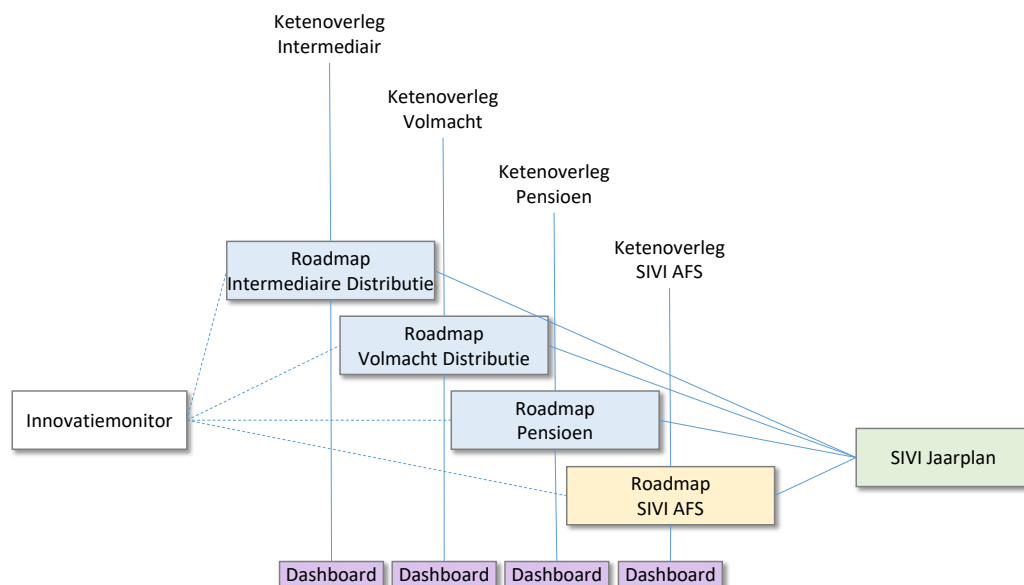 Ketenoverleg
Intermediair
Ketenoverleg
Volmacht
Ketenoverleg
Pensioen
Ketenoverleg
SIVI AFS
Roadmap
Intermediaire Distributie
Roadmap
Volmacht Distributie
Innovatiemonitor
Roadmap
Pensioen
SIVI Jaarplan
Roadmap
SIVI AFS
Dashboard
Dashboard
Dashboard
Dashboard